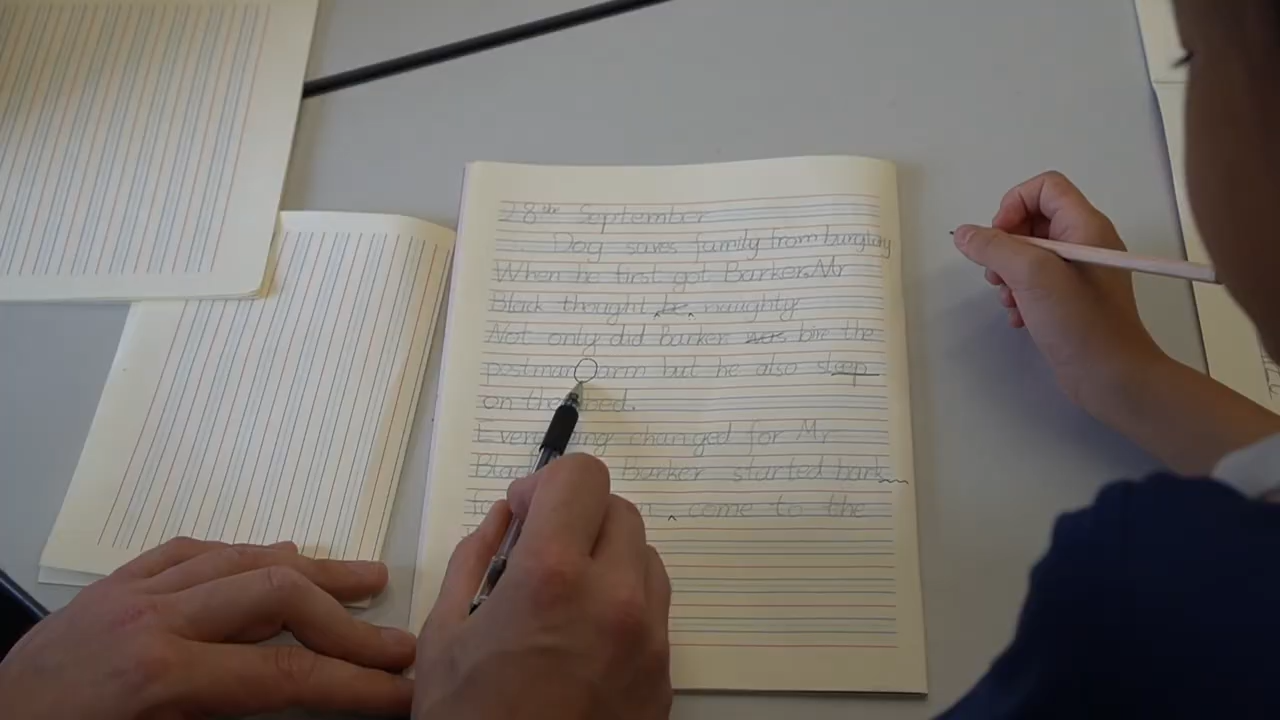 28th September
Dog saves family from burglary
When he first got Barker, Mr
Black thought he naughty
Not only did Barker was bin the
postman arm but he also sleep
on the bed.
Everything changed for Mr
Barker started bark
come to the